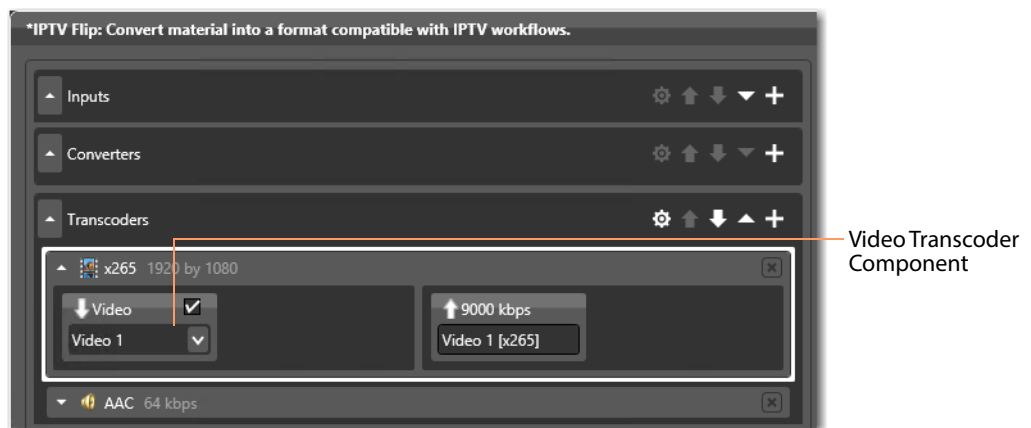 *IPTV Flip: Convert material into a format compatible with IPTV workflows.
Inputs
Converters
Transcoders
x265 1920 by 1080
Video
9000 kbps
Video 1
Video 1 [x265]
AAC 64 kbps
Video Transcoder
Component